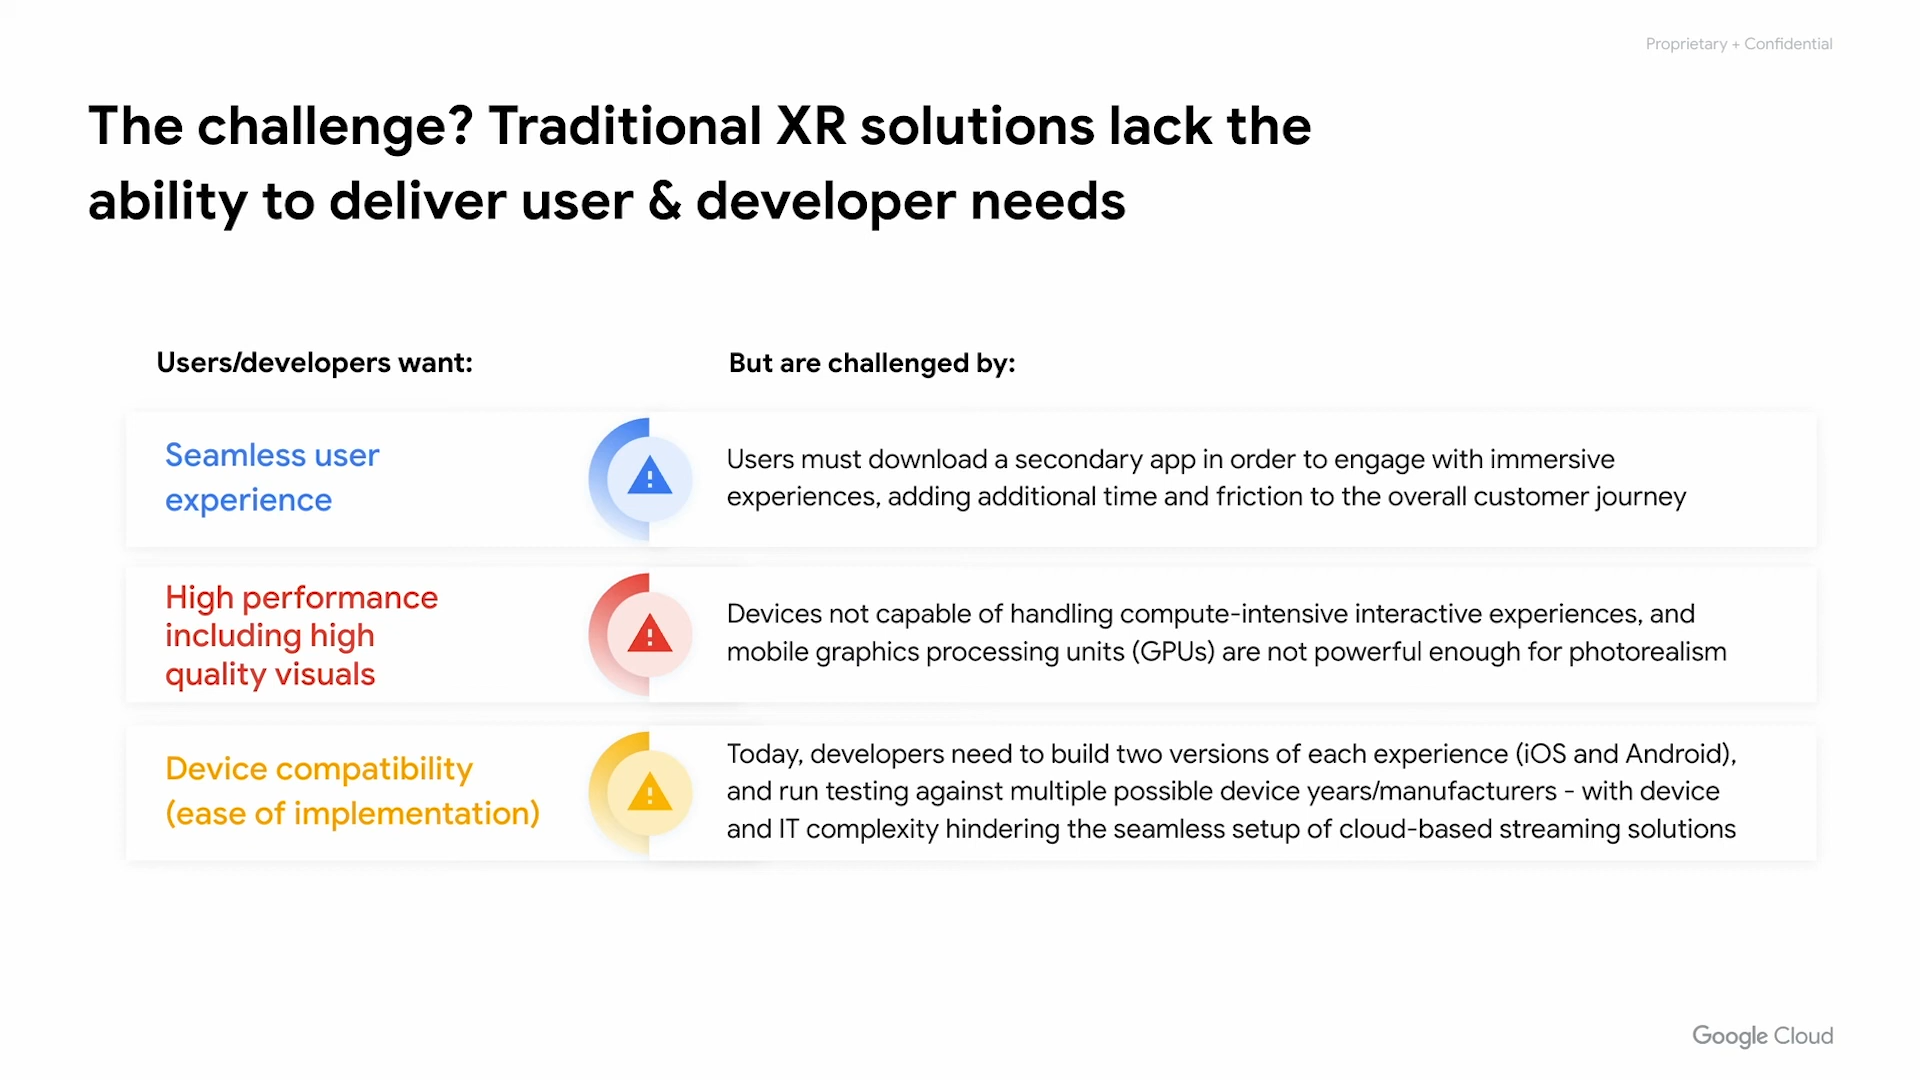 Proprietary + Confidential
The challenge? Traditional XR solutions lack the
ability to deliver user & developer needs
Users/developers want:
But are challenged by:
Seamless user
experience
Users must download a secondary app in order to engage with immersive
experiences, adding additional time and friction to the overall customer journey
High performance
including high
quality visuals
Devices not capable of handling compute-intensive interactive experiences, and
mobile graphics processing units (GPUs) are not powerful enough for photorealism
Device compatibility
(ease of implementation)
Today, developers need to build two versions of each experience (iOS and Android),
and run testing against multiple possible device years/manufacturers - with device
and IT complexity hindering the seamless setup of cloud-based streaming solutions
Google Cloud